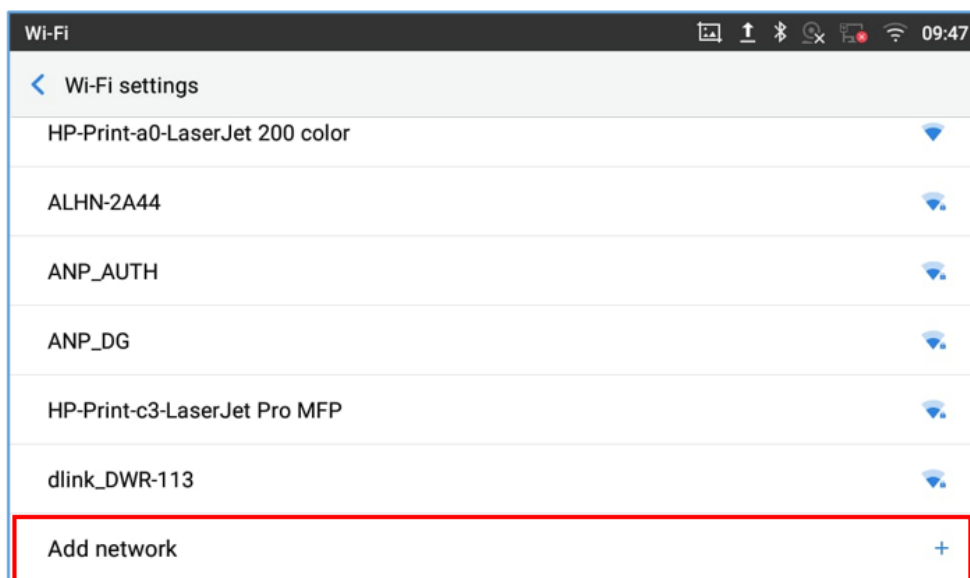 Wi-Fi 09:47
Wi-Fi settings
HP-Print-a0-LaserJet 200 color
ALHN-2A44
ANP_AUTH
ANP_DG
HP-Print-c3-LaserJet Pro MFP
dlink_DWR-113
Add network +